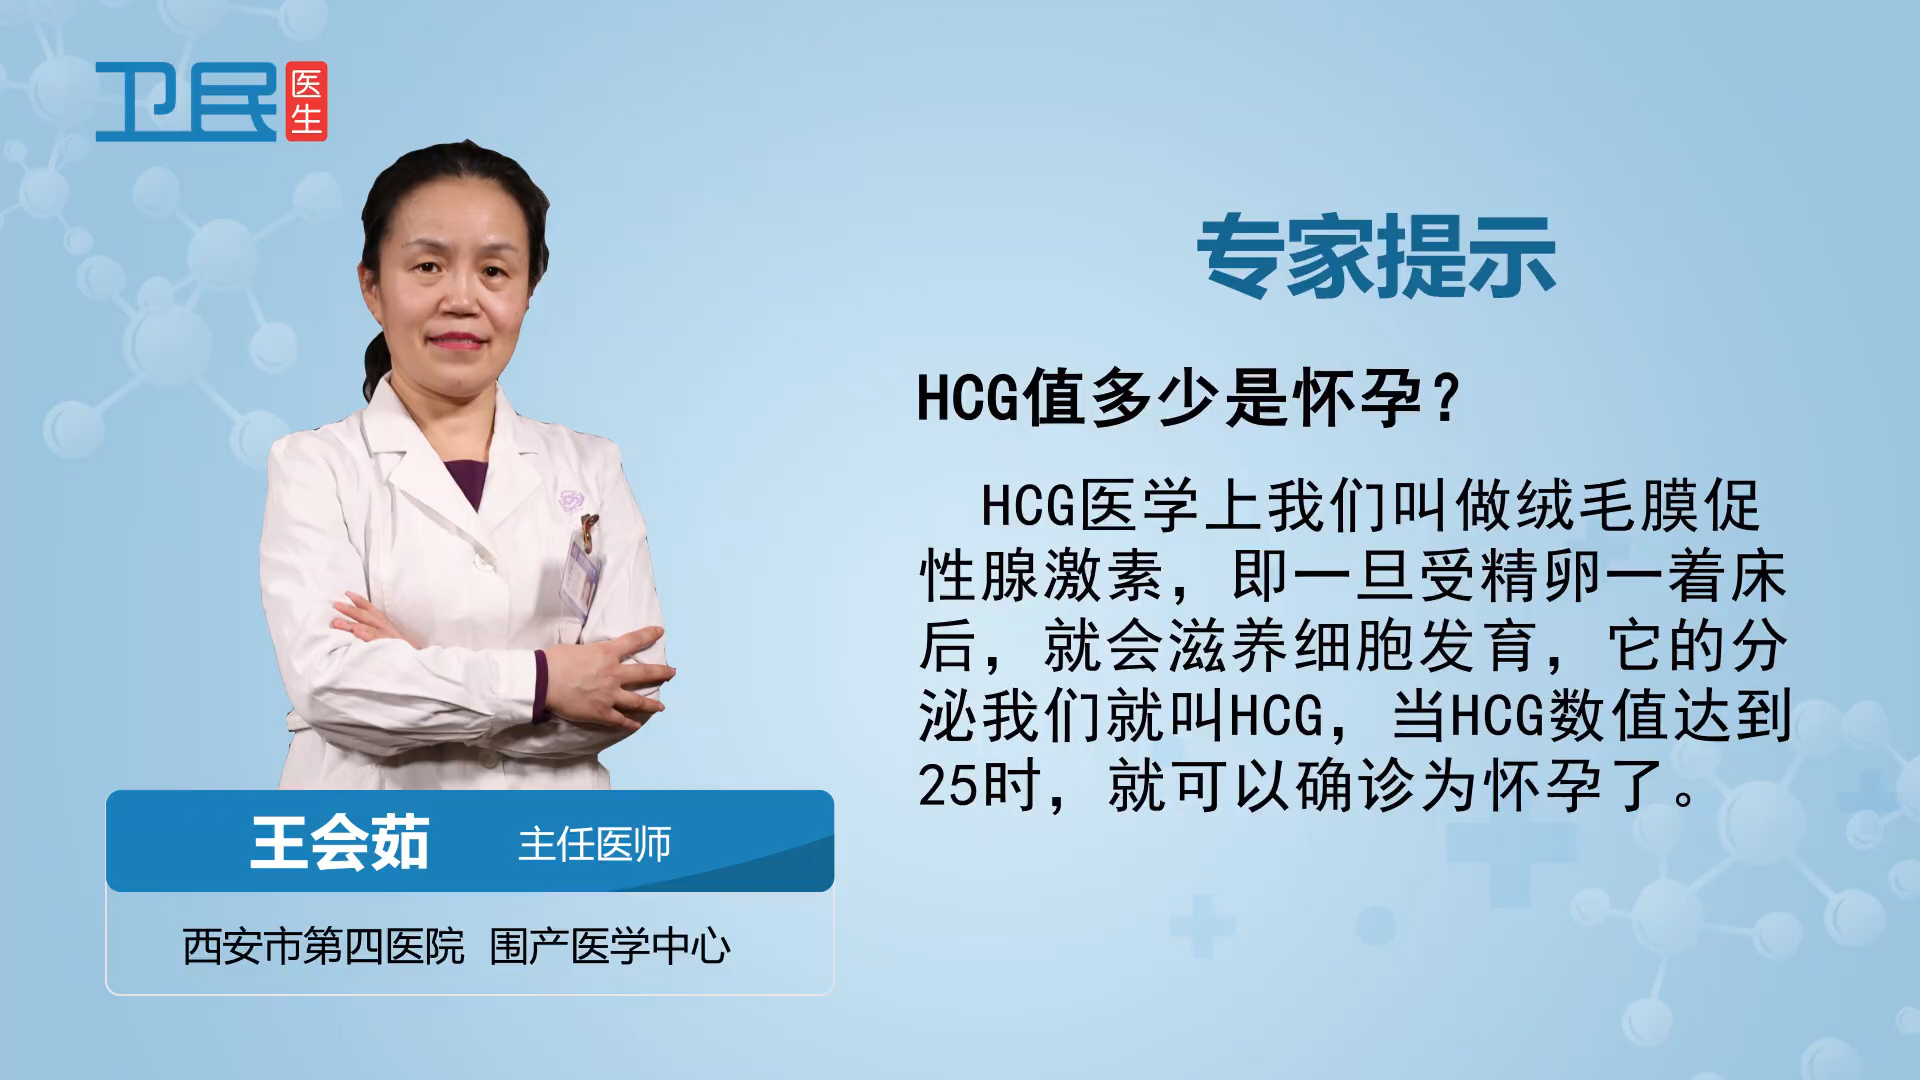 卫民医生
专家提示
HCG值多少是怀孕？
HCG医学上我们叫做绒毛膜促
性腺激素，即一旦受精卵一着床
后，就会滋养细胞发育，它的分
泌我们就叫HCG，当HCG数值达到
25时，就可以确诊为怀孕了。
王会茹 主任医师
西安市第四医院 围产医学中心